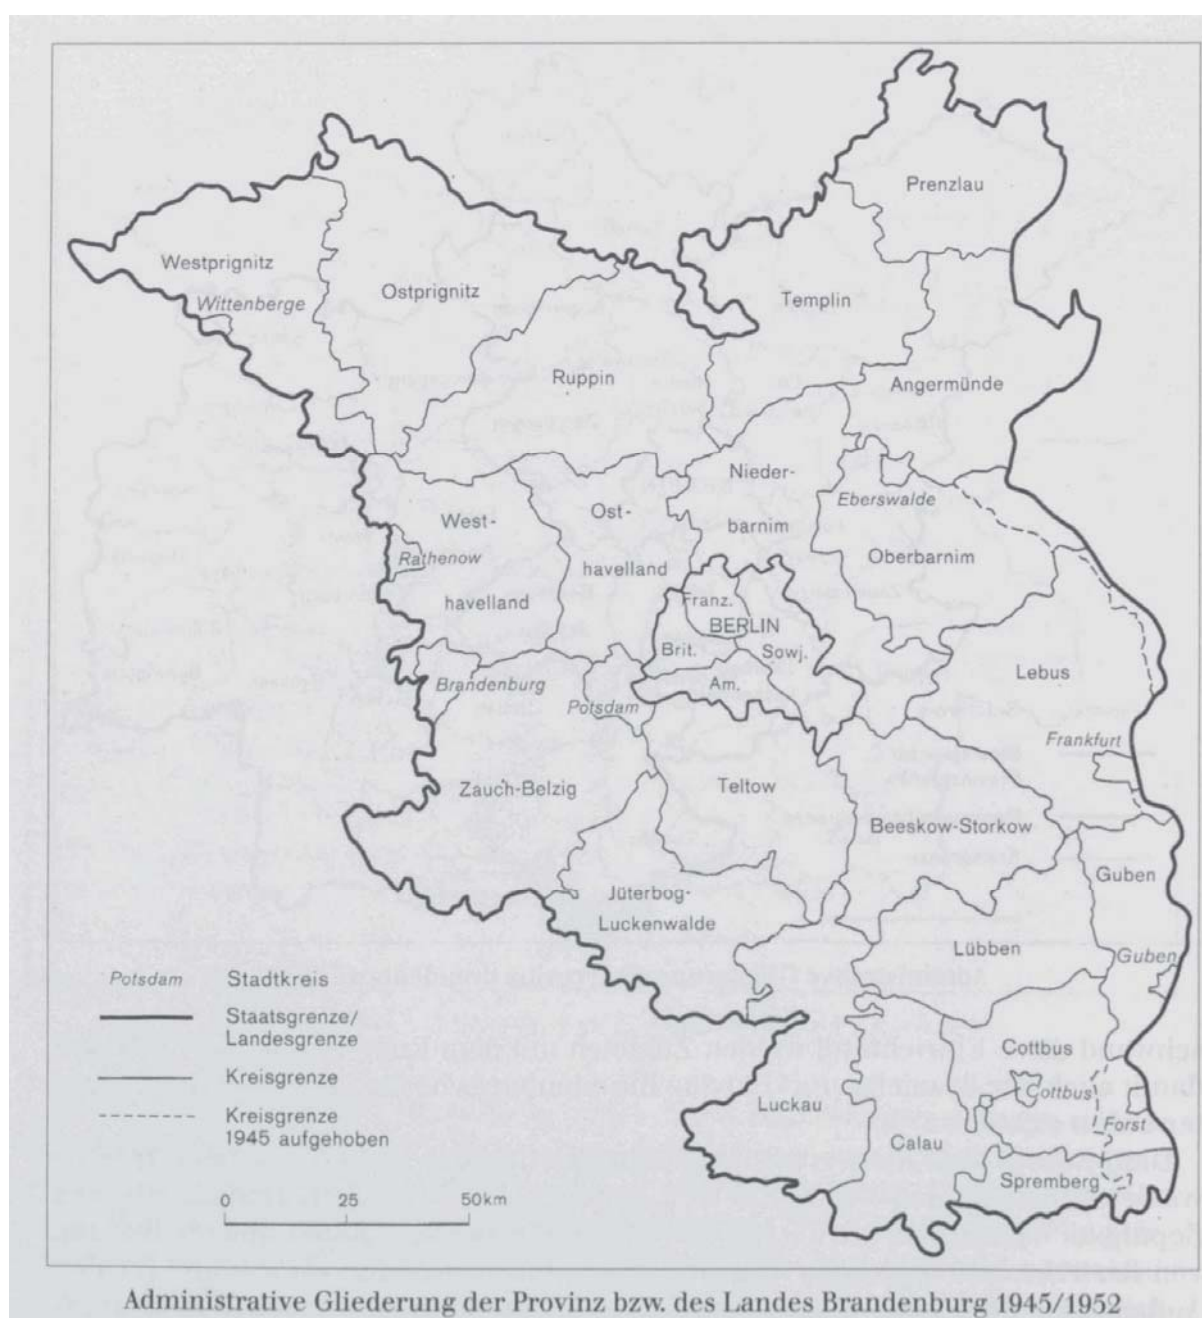 Prenzlau
Westprignitz
Wittenberge
Ostprignitz
Templin
Ruppin
Angermünde
Nieder-
barnim
Eberswalde
West-
havelland
Ost-
havelland
Rathenow
Oberbarnim
Franz.
BERLIN
Brit.
Sowj.
Am.
Lebus
Brandenburg
Potsdam
Frankfurt
Zauch-Belzig
Teltow
Beeskow-Storkow
Guben
Jüterbog-
Luckenwalde
Lübben
Guben
Cottbus
Cottbus
Luckau
Calau
Forst
Spremberg
Potsdam Stadtkreis
Staatsgrenze/
Landesgrenze
Kreisgrenze
Kreisgrenze
1945 aufgehoben
0 25 50km
Administrative Gliederung der Provinz bzw. des Landes Brandenburg 1945/1952